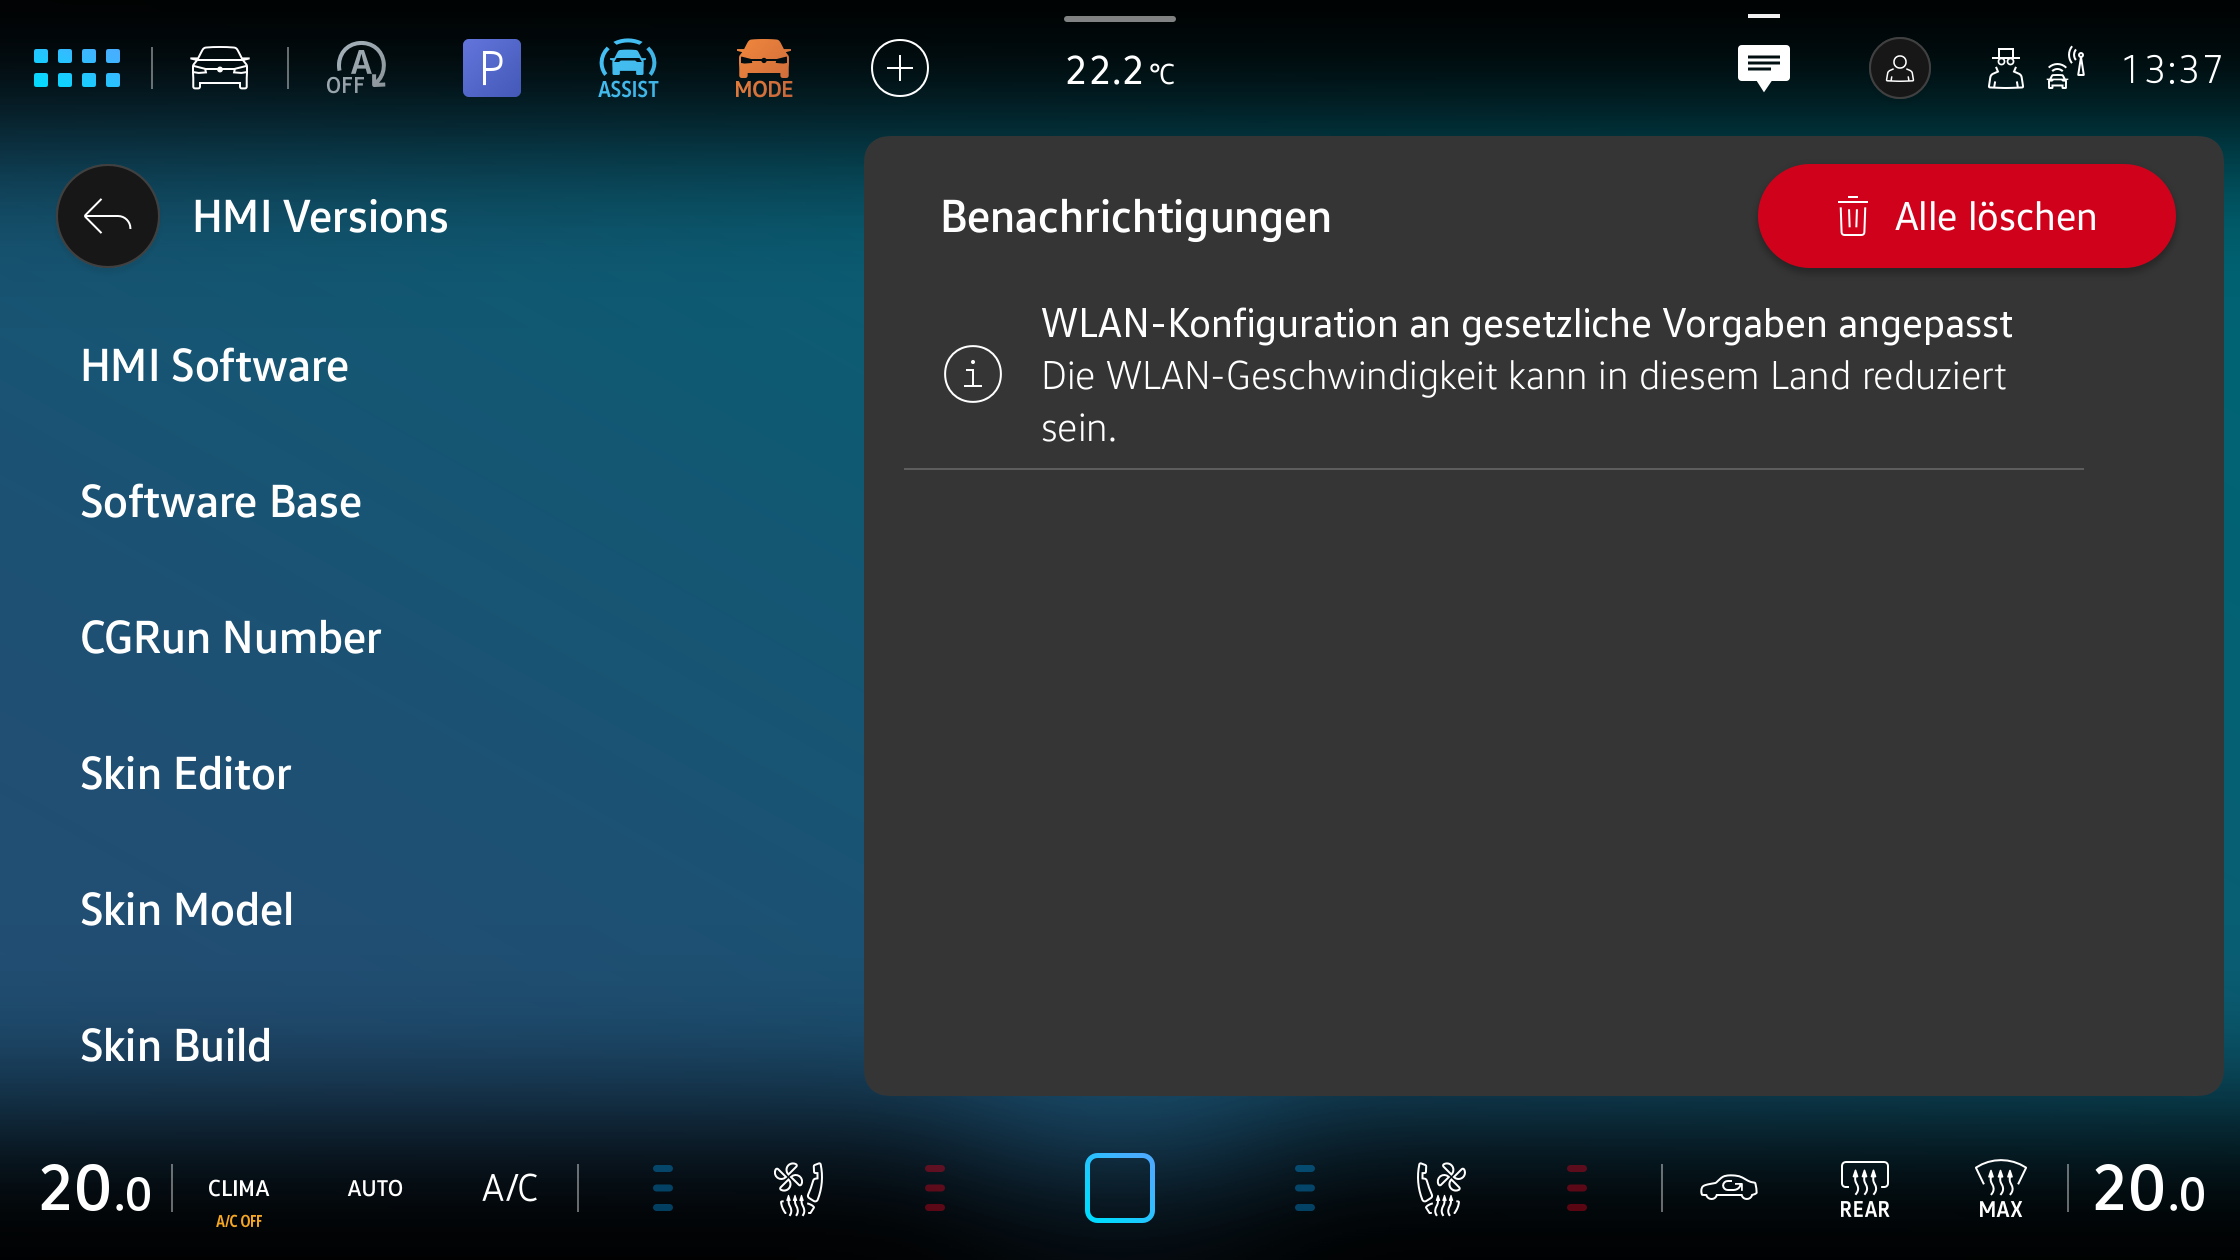 A
OFF
P
ASSIST
MODE
22.2 °C
13:37
HMI Versions
HMI Software
Software Base
CGRun Number
Skin Editor
Skin Model
Skin Build
Benachrichtigungen
Alle löschen
WLAN-Konfiguration an gesetzliche Vorgaben angepasst
Die WLAN-Geschwindigkeit kann in diesem Land reduziert
sein.
20.0
CLIMA
A/C OFF
AUTO
A/C
REAR
MAX
20.0